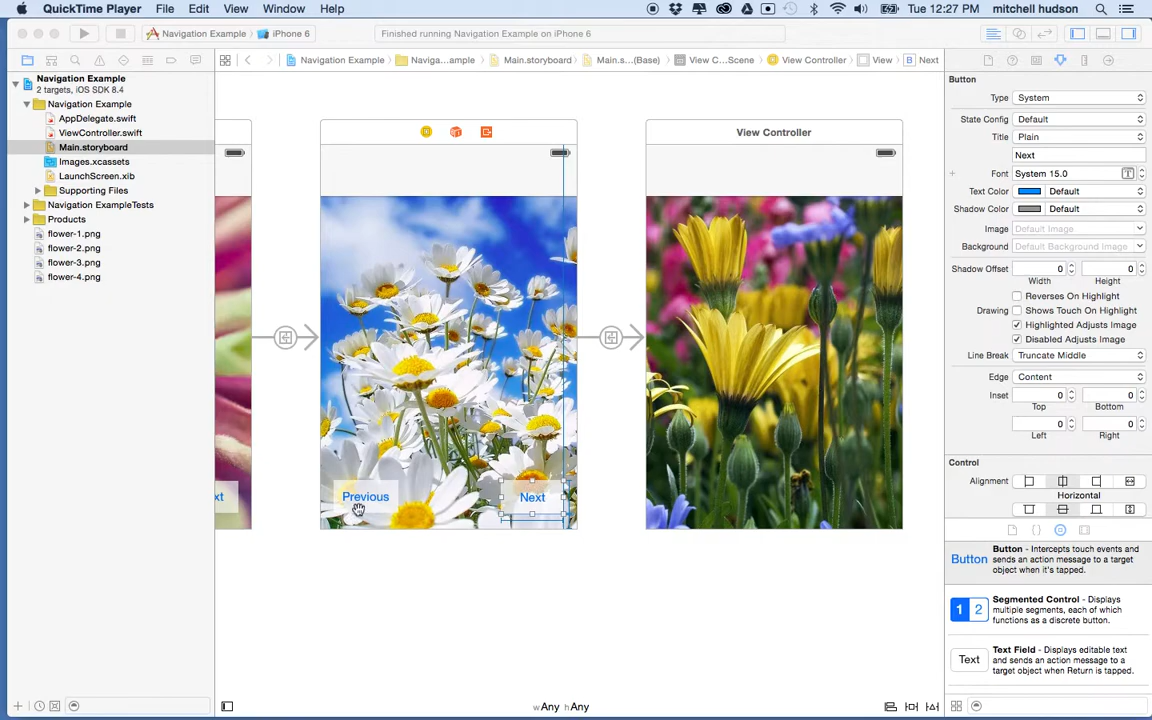 QuickTime Player File Edit View Window Help Tue 12:27 PM mitchell hudson
Navigation Example iPhone 6 Finished running Navigation Example on iPhone 6
Navigation Example Naviga...ample Main.storyboard Main.s...(Base) View C...Scene View Controller View B Next
Navigation Example
2 targets, iOS SDK 8.4
Navigation Example
AppDelegate.swift
ViewController.swift
Main.storyboard
Images.xcassets
LaunchScreen.xib
Supporting Files
Navigation ExampleTests
Products
flower-1.png
flower-2.png
flower-3.png
flower-4.png
View Controller
xt
Previous
Next
wAny hAny
Button
Type System
State Config Default
Title Plain
Next
Font System 15.0 T
Text Color Default
Shadow Color Default
Image Default Image
Background Default Background Image
Shadow Offset 0 0
Width Height
Reverses On Highlight
Drawing Shows Touch On Highlight
Highlighted Adjusts Image
Disabled Adjusts Image
Line Break Truncate Middle
Edge Content
Inset 0 0
Top Bottom
0 0
Left Right
Control
Alignment
Horizontal
Button Button - Intercepts touch events and
sends an action message to a target
object when it's tapped.
1 2 Segmented Control - Displays
multiple segments, each of which
functions as a discrete button.
Text Text Field - Displays editable text
and sends an action message to a
target object when Return is tapped.